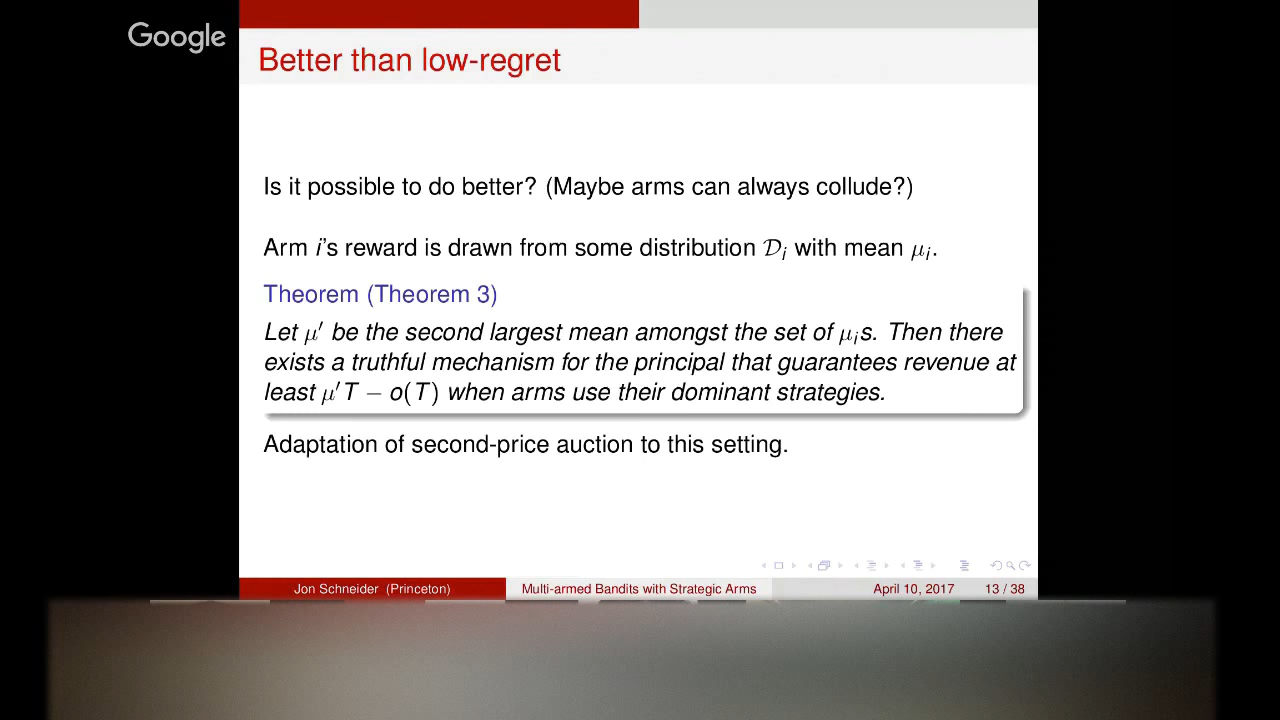 Google
Better than low-regret
Is it possible to do better? (Maybe arms can always collude?)
Arm i's reward is drawn from some distribution 𝒟ᵢ with mean μᵢ.
Theorem (Theorem 3)
Let μ′ be the second largest mean amongst the set of μᵢs. Then there
exists a truthful mechanism for the principal that guarantees revenue at
least μ′T − o(T) when arms use their dominant strategies.
Adaptation of second-price auction to this setting.
Jon Schneider (Princeton) Multi-armed Bandits with Strategic Arms April 10, 2017 13 / 38